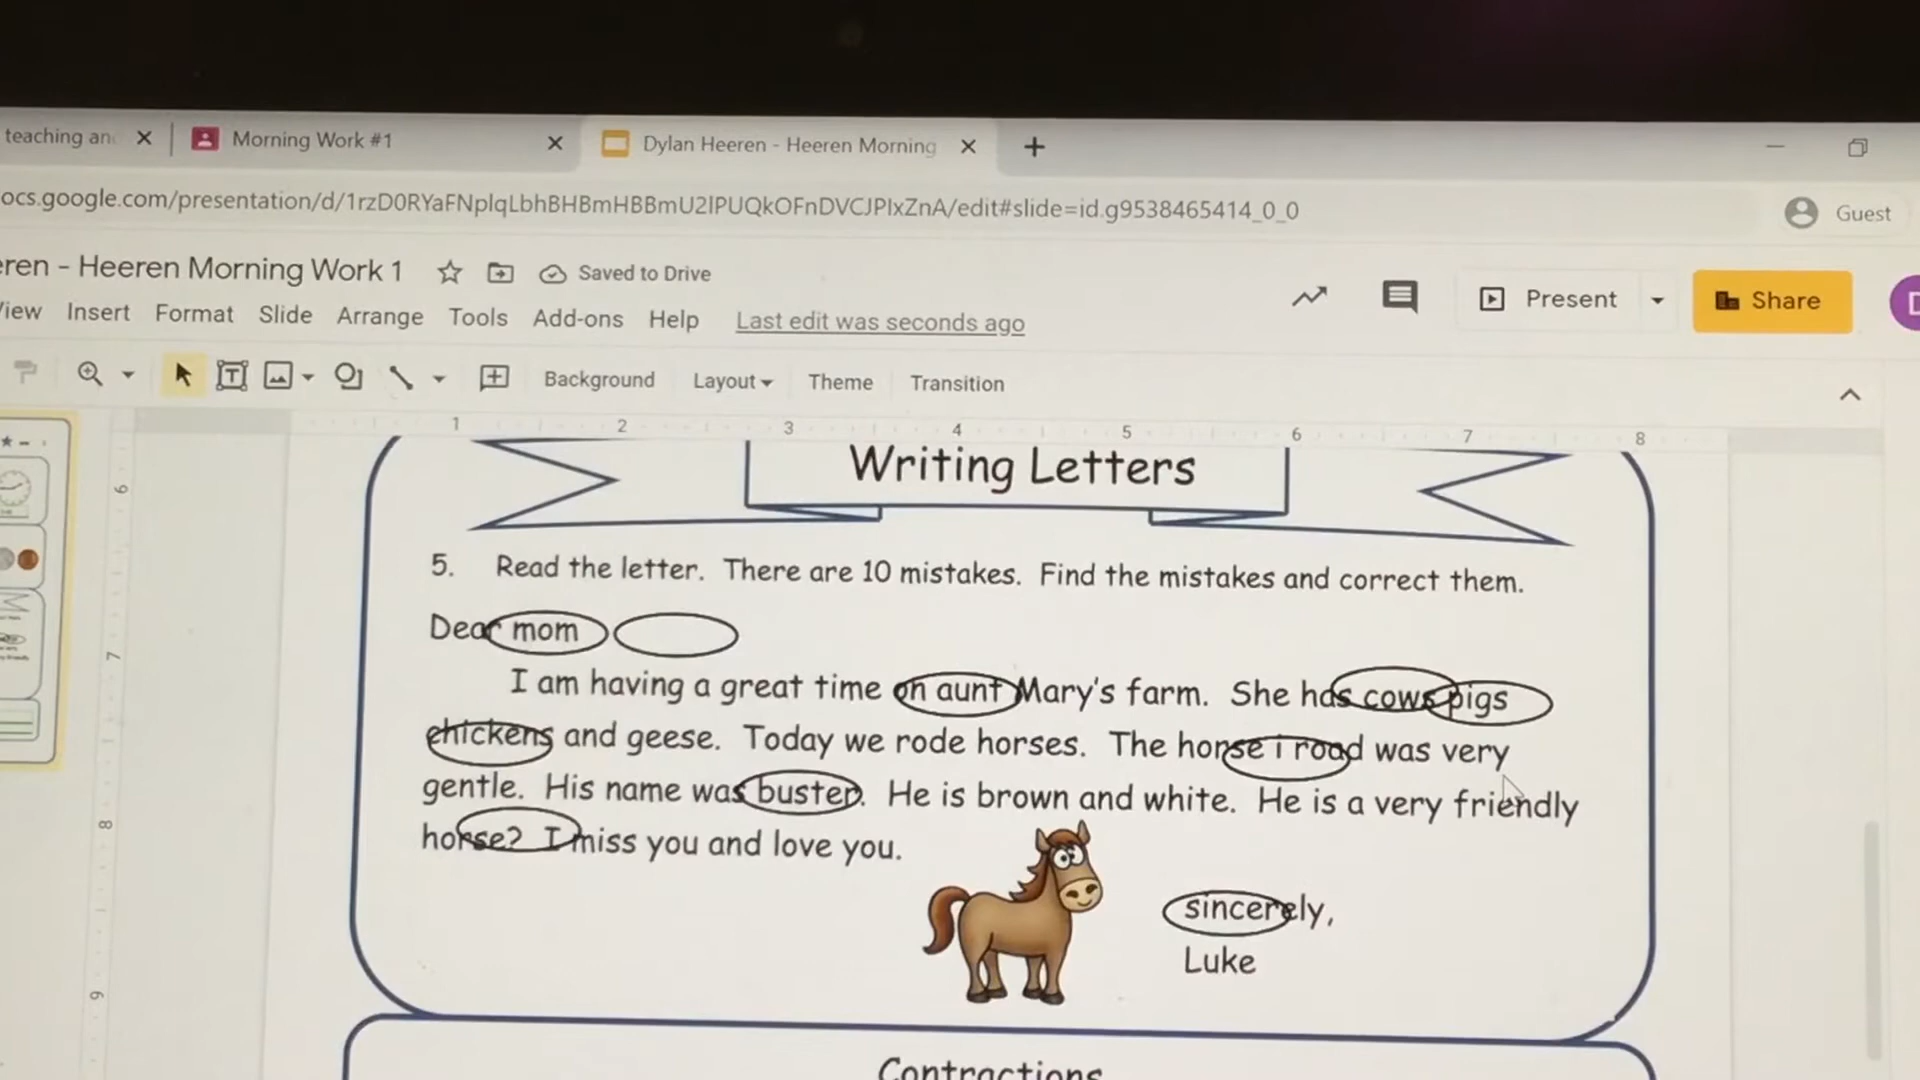 teaching an
Morning Work #1
Dylan Heeren - Heeren Morning
ocs.google.com/presentation/d/1rzD0RYaFNplqLbhBHBmHBBmU2lPUQkOFnDVCJPlxZnA/edit#slide=id.g9538465414_0_0
Guest
eren - Heeren Morning Work 1
Saved to Drive
View Insert Format Slide Arrange Tools Add-ons Help Last edit was seconds ago
Present
Share
D
Background Layout Theme Transition
1 2 3 4 5 6 7 8
6
7
8
9
Writing Letters
5. Read the letter. There are 10 mistakes. Find the mistakes and correct them.
Dear mom
I am having a great time on aunt Mary's farm. She has cows pigs
chickens and geese. Today we rode horses. The horse i road was very
gentle. His name was buster. He is brown and white. He is a very friendly
horse? I miss you and love you.
sincerely,
Luke
Contractions